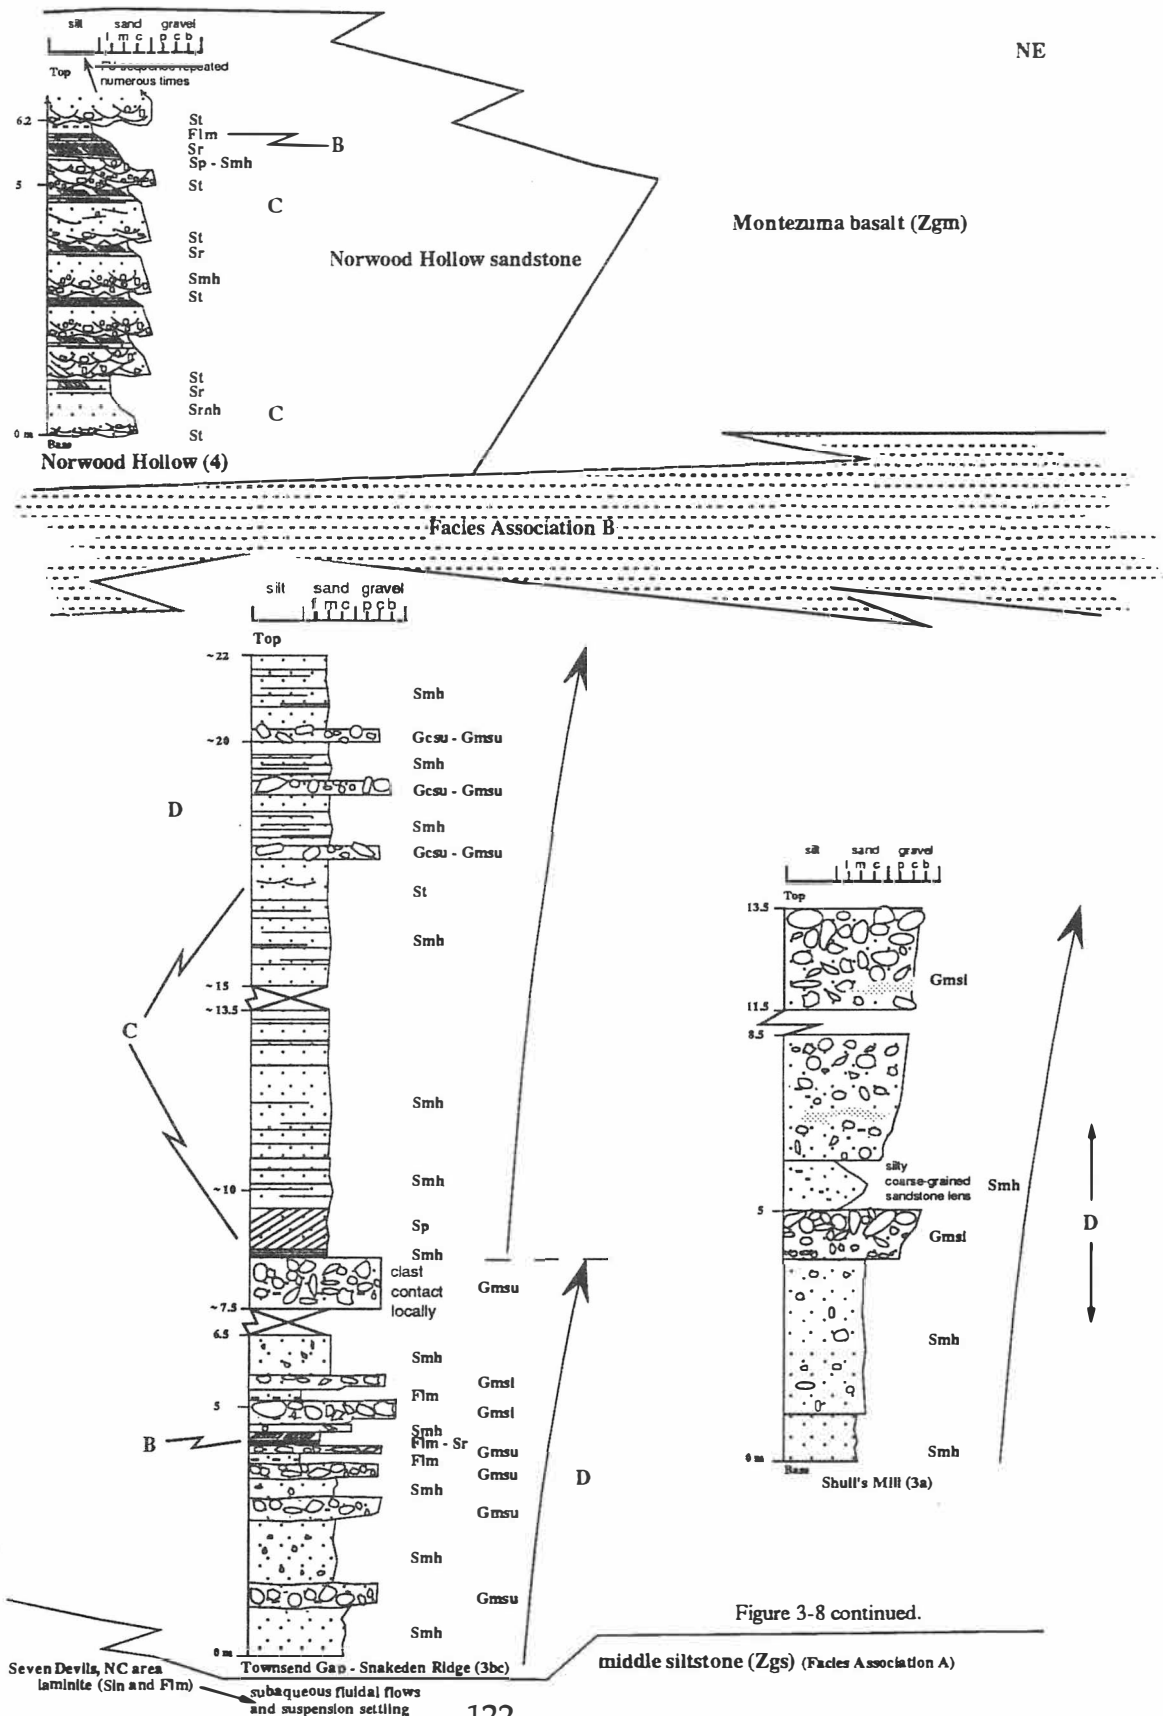 silt sand gravel
f m c p c b
Top
FU sequence repeated
numerous times
NE
6.2
St
Flm
B
Sr
Sp - Smh
5
St
C
Montezuma basalt (Zgm)
St
Sr
Norwood Hollow sandstone
Smh
St
St
Sr
Smh
C
0 m
St
Base
Norwood Hollow (4)
Facies Association B
silt sand gravel
f m c p c b
Top
~ 22
Smh
Gcsu - Gmsu
~ 20
Smh
Gcsu - Gmsu
D
Smh
Gcsu - Gmsu
St
Smh
~ 15
~ 13.5
C
Smh
Smh
~ 10
Sp
Smh
clast
contact
locally
Gmsu
~ 7.5
6.5
Smh
Gmsi
Flm
5
Gmsi
Smh
B
Flm - Sr
Gmsu
Flm
Gmsu
D
Smh
Gmsu
Smh
Gmsu
Smh
0 m
Townsend Gap - Snakeden Ridge (3bc)
silt sand gravel
f m c p c b
Top
13.5
Gmsi
11.5
8.5
silty
coarse-grained
sandstone lens
Smh
5
D
Gmsi
Smh
Smh
0 m
Base
Shull's Mill (3a)
Figure 3-8 continued.
middle siltstone (Zgs) (Facies Association A)
Seven Devils, NC area
laminite (Sln and Flm)
subaqueous fluidal flows
and suspension settling
122